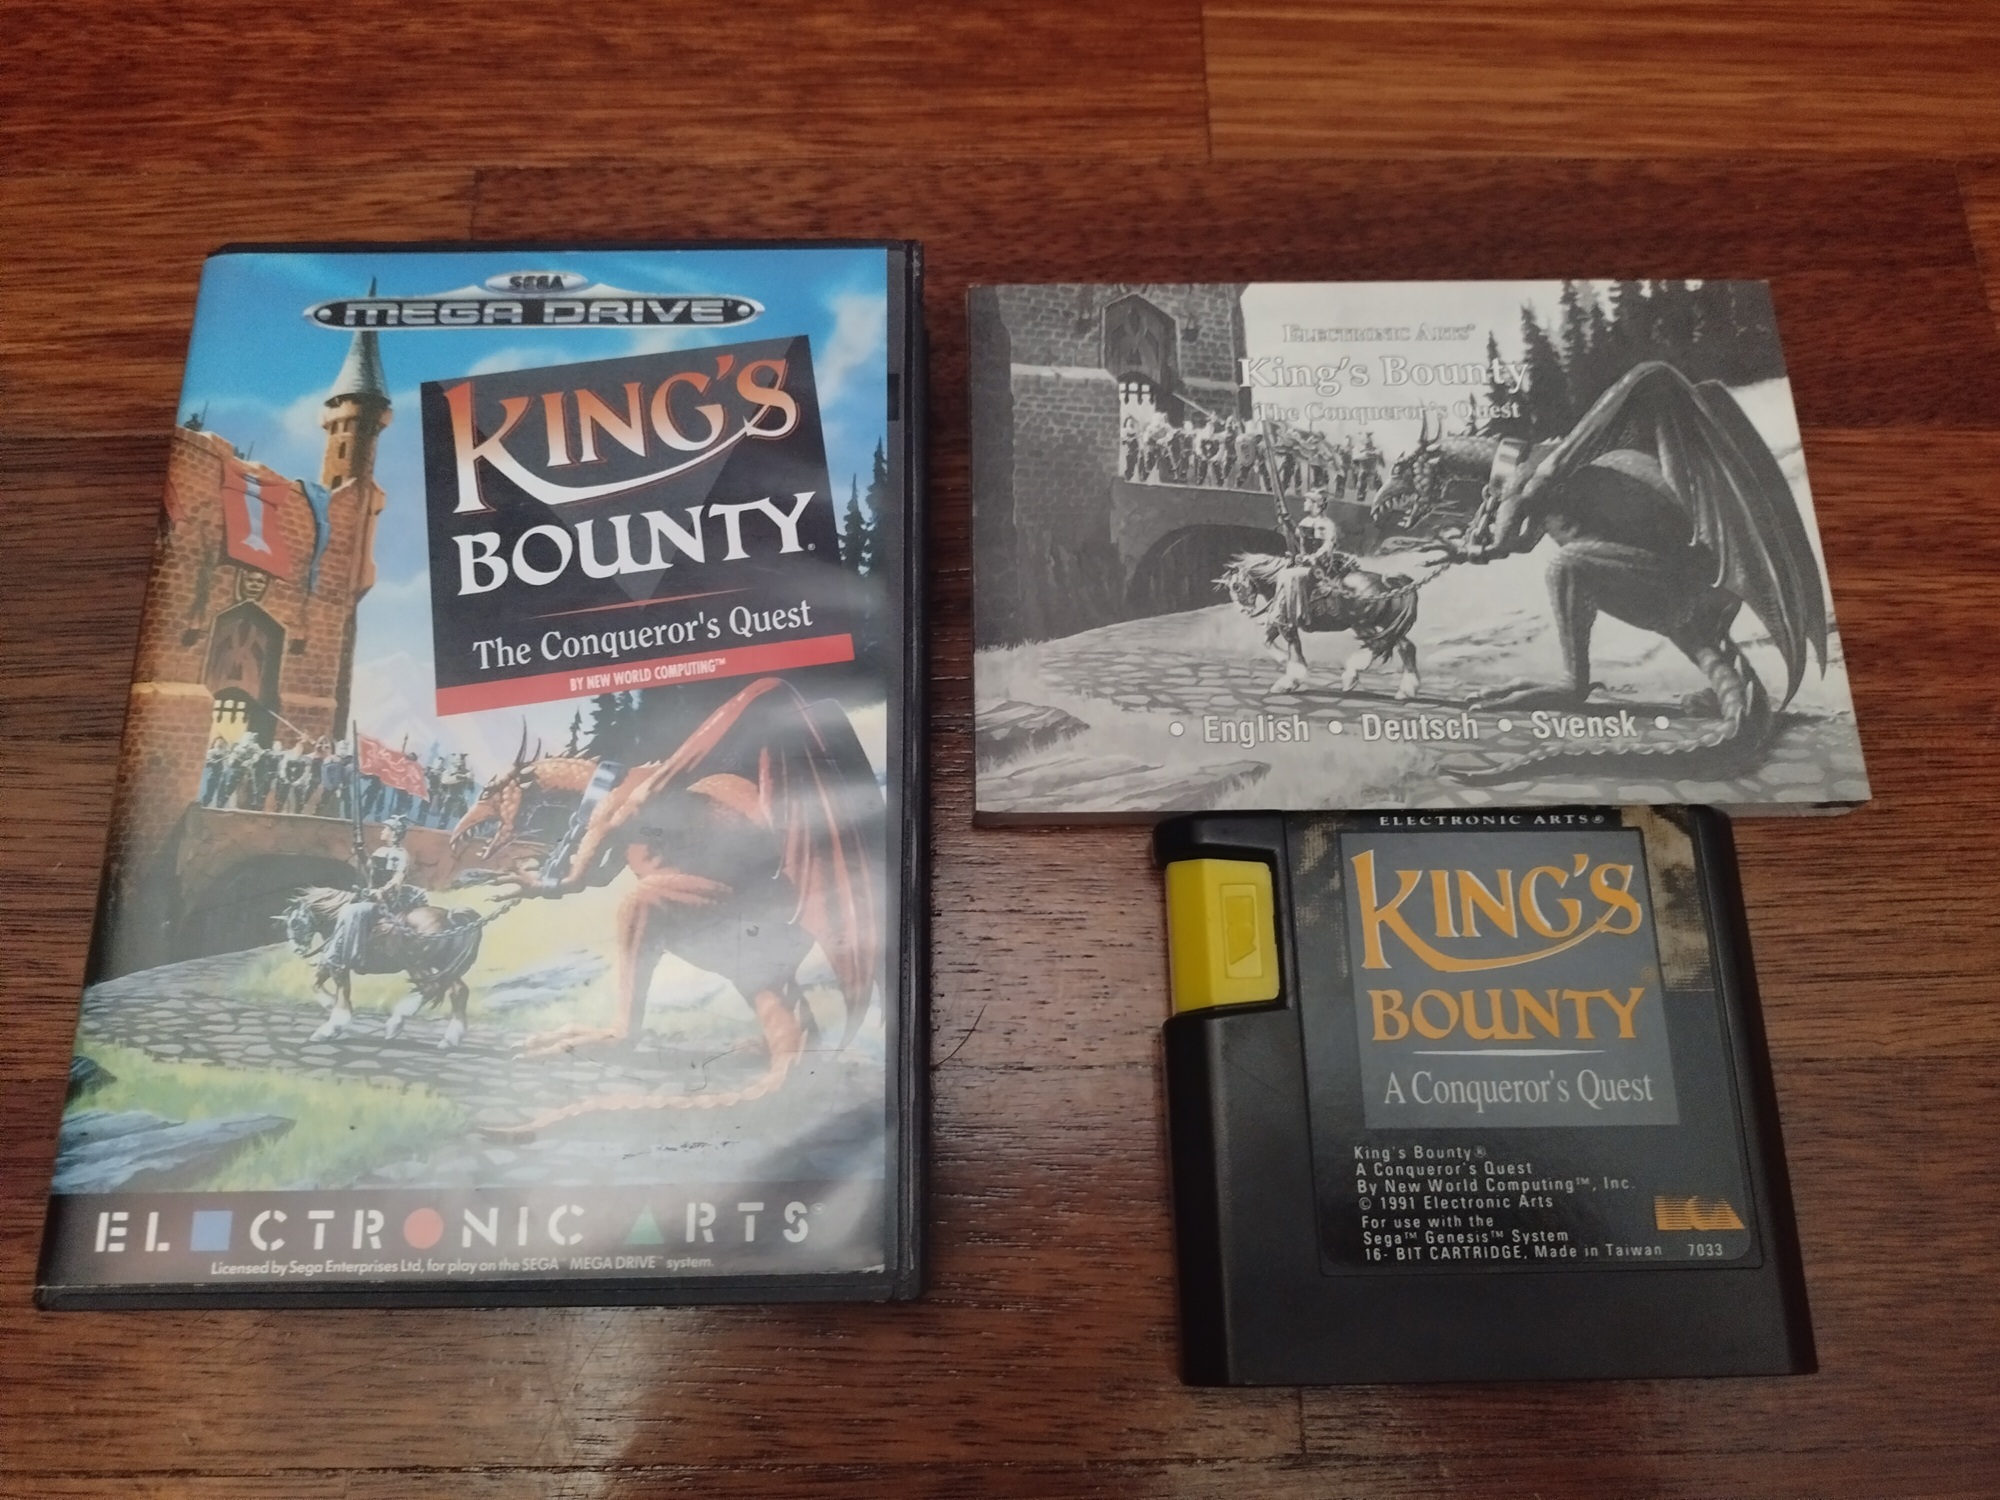 SEGA
MEGA DRIVE™
KING'S
BOUNTY®
The Conqueror's Quest
BY NEW WORLD COMPUTING™
ELECTRONIC ARTS®
Licensed by Sega Enterprises Ltd, for play on the SEGA™ MEGA DRIVE™ system.
ELECTRONIC ARTS®
King's Bounty
The Conqueror's Quest
• English • Deutsch • Svensk •
ELECTRONIC ARTS®
KING'S
BOUNTY®
A Conqueror's Quest
King's Bounty®
A Conqueror's Quest
By New World Computing™, Inc.
© 1991 Electronic Arts
For use with the
Sega™ Genesis™ System
16- BIT CARTRIDGE, Made in Taiwan 7033
EA